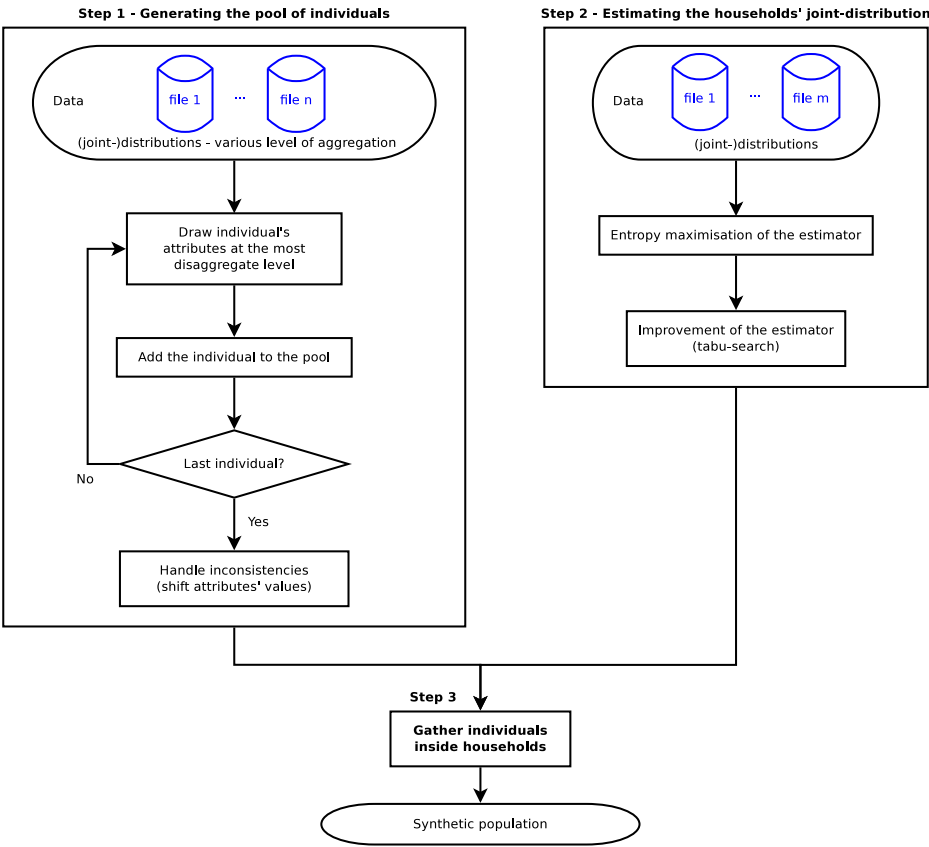 Step 1 - Generating the pool of individuals
Data
file 1
...
file n
(joint-)distributions - various level of aggregation
Draw individual's
attributes at the most
disaggregate level
Add the individual to the pool
Last individual?
No
Yes
Handle inconsistencies
(shift attributes' values)
Step 2 - Estimating the households' joint-distribution
Data
file 1
...
file m
(joint-)distributions
Entropy maximisation of the estimator
Improvement of the estimator
(tabu-search)
Step 3
Gather individuals
inside households
Synthetic population